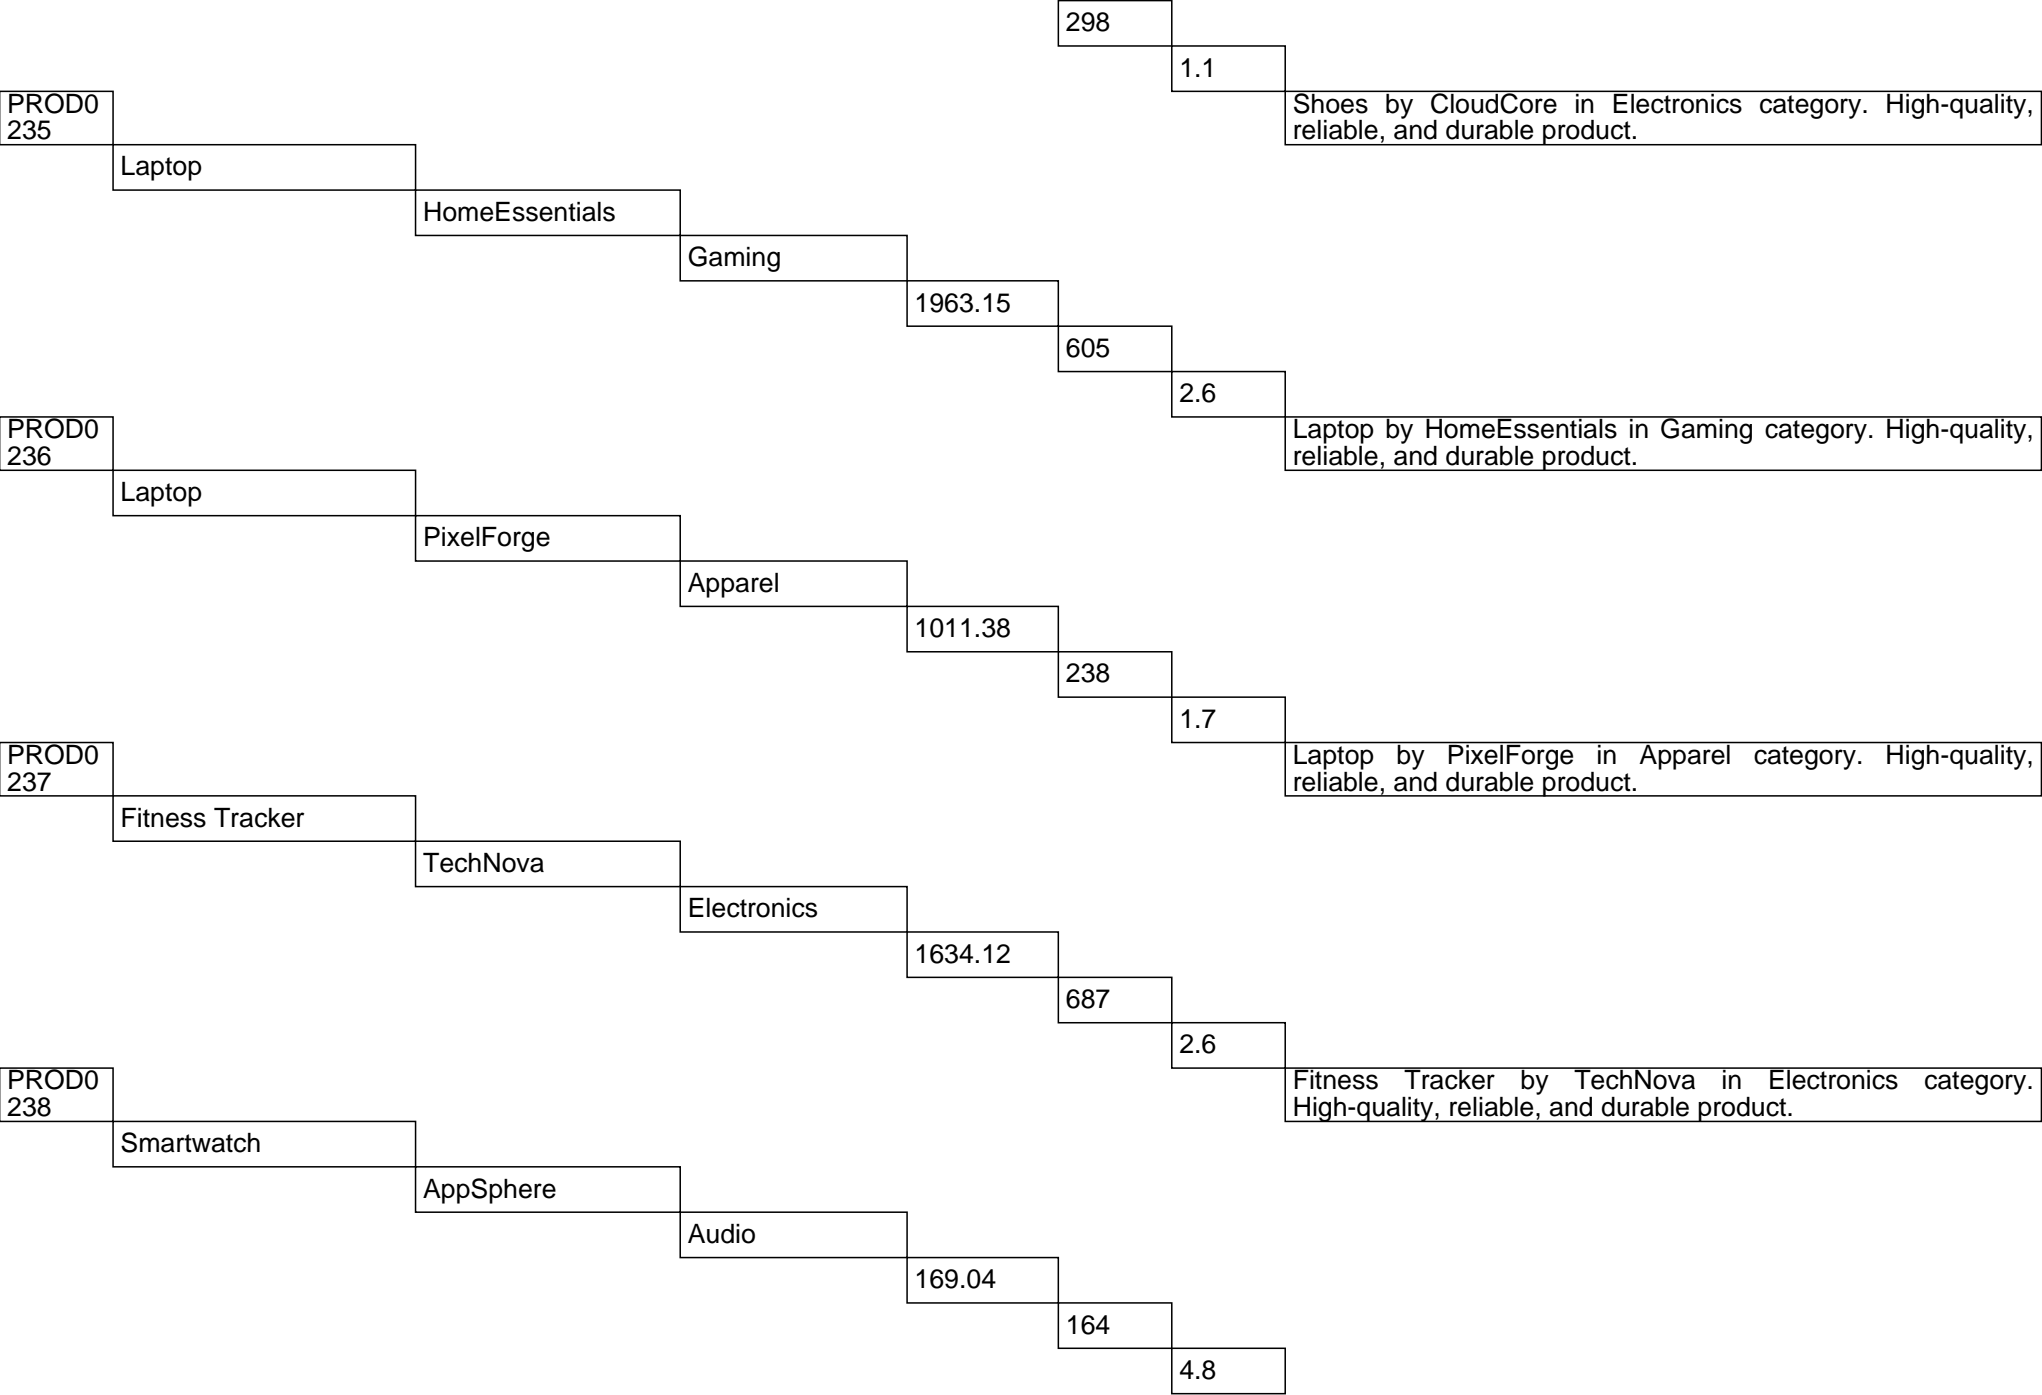 298
1.1
PROD0
235
Shoes by CloudCore in Electronics category. High-quality,
reliable, and durable product.
Laptop
HomeEssentials
Gaming
1963.15
605
2.6
PROD0
236
Laptop by HomeEssentials in Gaming category. High-quality,
reliable, and durable product.
Laptop
PixelForge
Apparel
1011.38
238
1.7
PROD0
237
Laptop by PixelForge in Apparel category. High-quality,
reliable, and durable product.
Fitness Tracker
TechNova
Electronics
1634.12
687
2.6
PROD0
238
Fitness Tracker by TechNova in Electronics category.
High-quality, reliable, and durable product.
Smartwatch
AppSphere
Audio
169.04
164
4.8